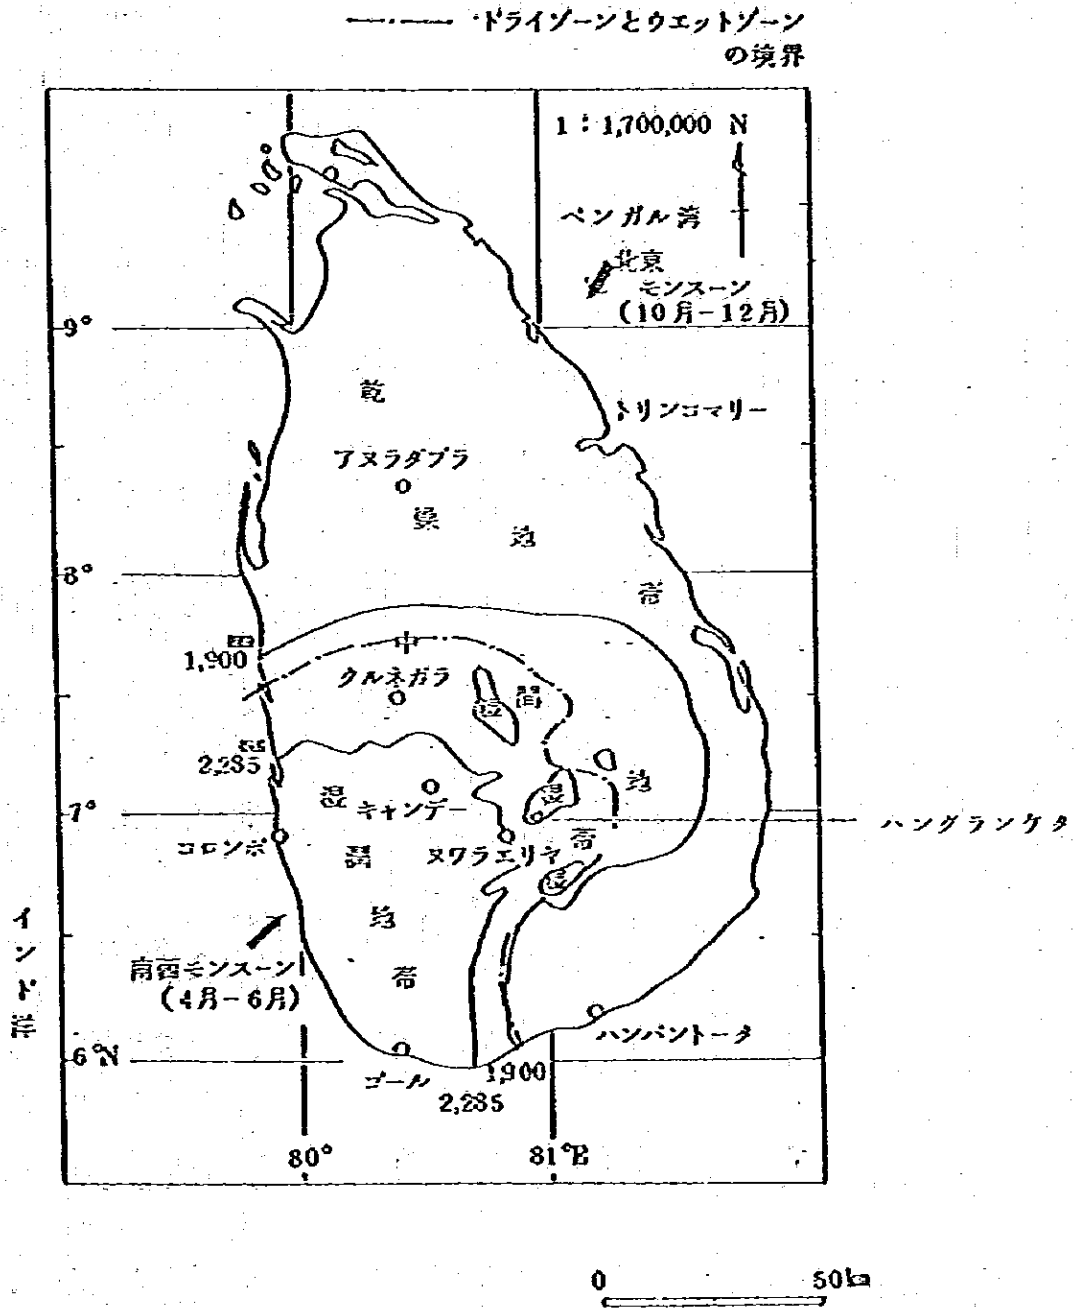 ドライゾーンとウエットゾーン
の境界
1：1,700,000 N
ベンガル湾
北東
モンスーン
(10月-12月)
9°
乾
トリンコマリー
アヌラダプラ
燥
地
8°
帯
1,900
中
クルネガラ
間
湿
2,285
地
湿
湿
7°
キャンデー
ハングランケタ
コロンボ
ヌワラエリヤ
帯
潤
湿
地
インド洋
南西モンスーン
(4月-6月)
帯
ハンバントータ
6°N
ゴール
1,900
2,285
80°
81°E
0 50km